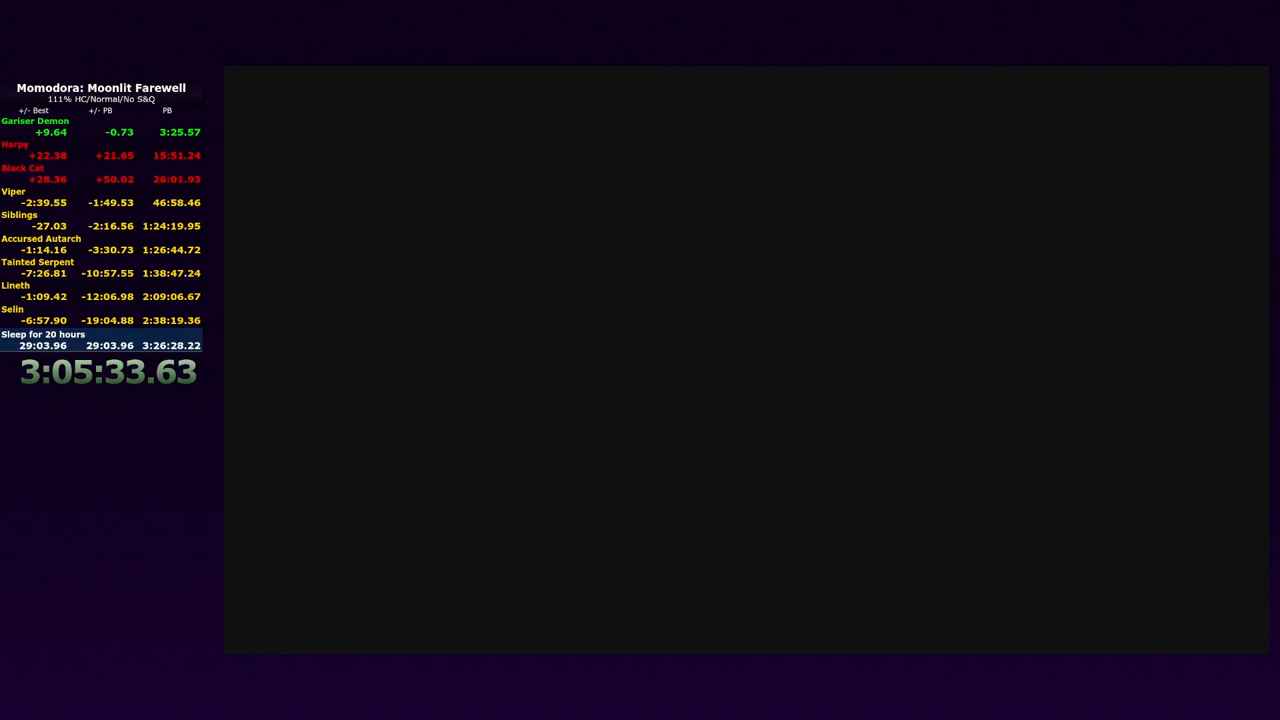 Momodora: Moonlit Farewell
111% HC/Normal/No S&Q
+/- Best +/- PB PB
Gariser Demon
+9.64 -0.73 3:25.57
Harpy
+22.38 +21.65 15:51.24
Black Cat
+28.36 +50.02 26:01.93
Viper
-2:39.55 -1:49.53 46:58.46
Siblings
-27.03 -2:16.56 1:24:19.95
Accursed Autarch
-1:14.16 -3:30.73 1:26:44.72
Tainted Serpent
-7:26.81 -10:57.55 1:38:47.24
Lineth
-1:09.42 -12:06.98 2:09:06.67
Selin
-6:57.90 -19:04.88 2:38:19.36
Sleep for 20 hours
29:03.96 29:03.96 3:26:28.22
3:05:33.63